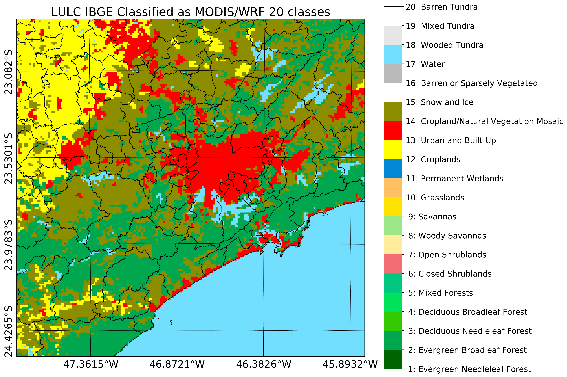 LULC IBGE Classified as MODIS/WRF 20 classes
23.082°S
23.5301°S
23.9783°S
24.4265°S
47.3615°W
46.8721°W
46.3826°W
45.8932°W
20 Barren Tundra
19 Mixed Tundra
18 Wooded Tundra
17 Water
16 Barren or Sparsely Vegetated
15 Snow and Ice
14 Cropland/Natural Vegetation Mosaic
13 Urban and Built Up
12 Croplands
11 Permanent Wetlands
10: Grasslands
9: Savannas
8: Woody Savannas
7: Open Shrublands
6: Closed Shrublands
5: Mixed Forests
4: Deciduous Broadleaf Forest
3: Deciduous Needleleaf Forest
2: Evergreen Broadleaf Forest
1: Evergreen Needleleaf Forest